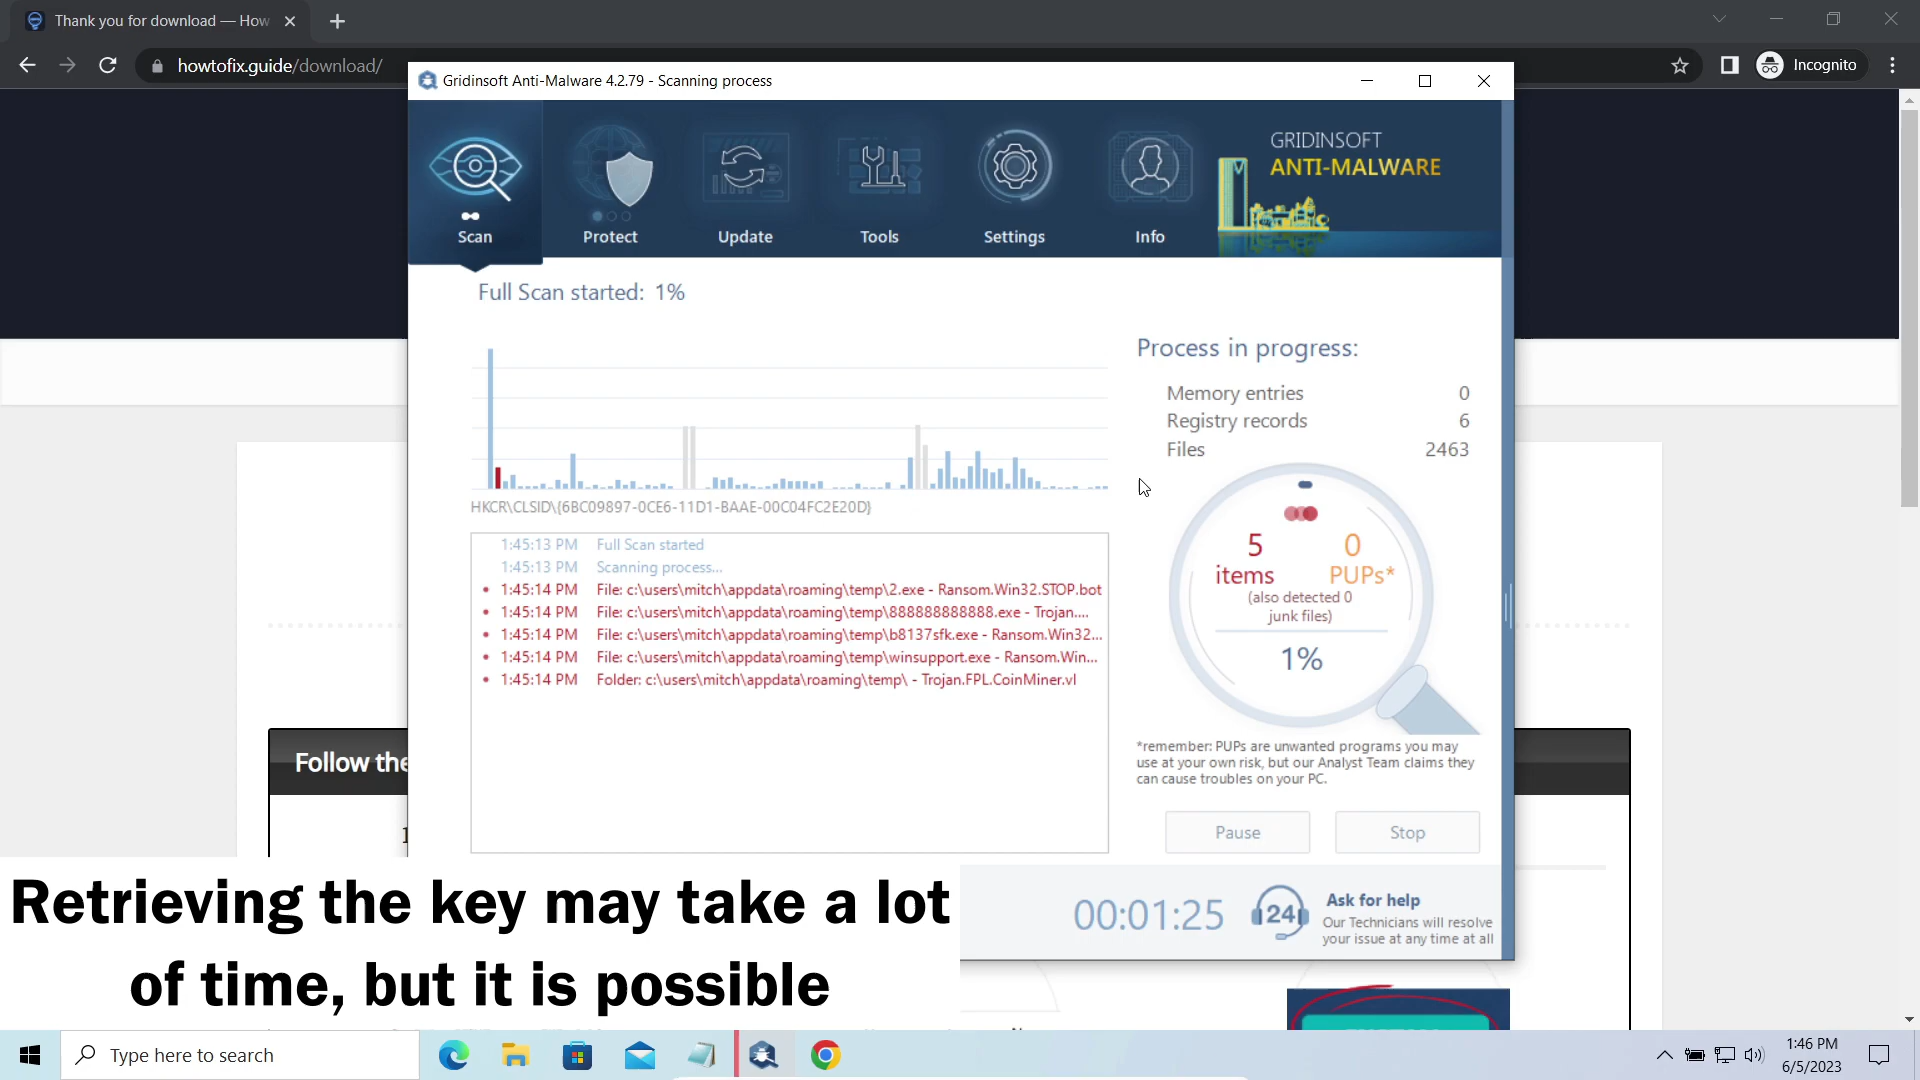 Thank you for download — How
howtofix.guide/download/
Incognito
Gridinsoft Anti-Malware 4.2.79 - Scanning process
GRIDINSOFT
ANTI-MALWARE
Scan
Protect
Update
Tools
Settings
Info
Full Scan started: 1%
Process in progress:
Memory entries 0
Registry records 6
Files 2463
HKCR\CLSID\{6BC09897-0CE6-11D1-BAAE-00C04FC2E20D}
1:45:13 PM Full Scan started
1:45:13 PM Scanning process...
• 1:45:14 PM File: c:\users\mitch\appdata\roaming\temp\2.exe - Ransom.Win32.STOP.bot
• 1:45:14 PM File: c:\users\mitch\appdata\roaming\temp\888888888888.exe - Trojan....
• 1:45:14 PM File: c:\users\mitch\appdata\roaming\temp\b8137sfk.exe - Ransom.Win32...
• 1:45:14 PM File: c:\users\mitch\appdata\roaming\temp\winsupport.exe - Ransom.Win...
• 1:45:14 PM Folder: c:\users\mitch\appdata\roaming\temp\ - Trojan.FPL.CoinMiner.vl
5 0
items PUPs*
(also detected 0
junk files)
1%
*remember: PUPs are unwanted programs you may
use at your own risk, but our Analyst Team claims they
can cause troubles on your PC.
Pause
Stop
Follow the
1
00:01:25
24
Ask for help
Our Technicians will resolve
your issue at any time at all
Retrieving the key may take a lot
of time, but it is possible
Type here to search
1:46 PM
6/5/2023